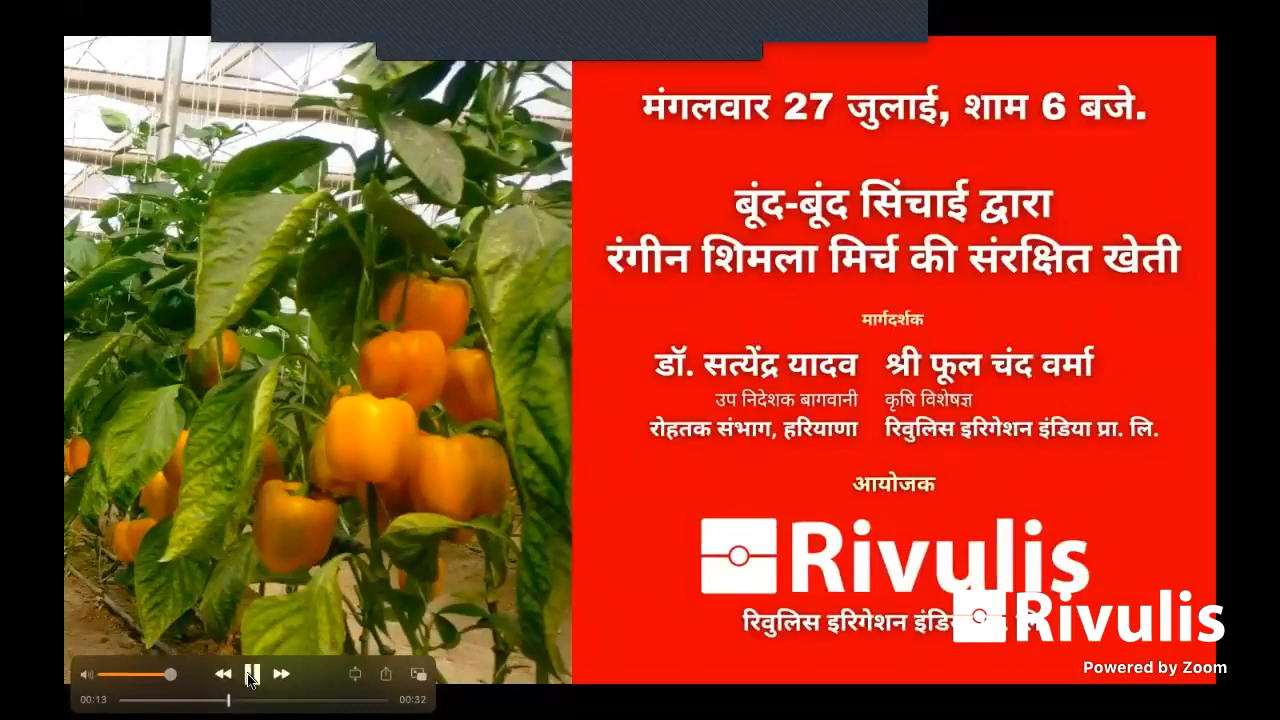 मंगलवार 27 जुलाई, शाम 6 बजे.
बूंद-बूंद सिंचाई द्वारा
रंगीन शिमला मिर्च की संरक्षित खेती
मार्गदर्शक
डॉ. सत्येंद्र यादव
उप निदेशक बागवानी
रोहतक संभाग, हरियाणा
श्री फूल चंद वर्मा
कृषि विशेषज्ञ
रिवुलिस इरिगेशन इंडिया प्रा. लि.
आयोजक
Rivulis
रिवुलिस इरिगेशन
Rivulis
Powered by Zoom
00:13
00:32